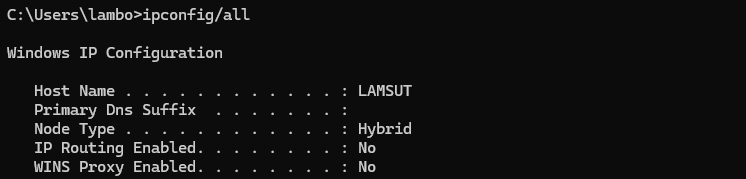 C:\Users\lambo>ipconfig/all
Windows IP Configuration
Host Name . . . . . . . . . . . . : LAMSUT
Primary Dns Suffix  . . . . . . . :
Node Type . . . . . . . . . . . . : Hybrid
IP Routing Enabled. . . . . . . . : No
WINS Proxy Enabled. . . . . . . . : No